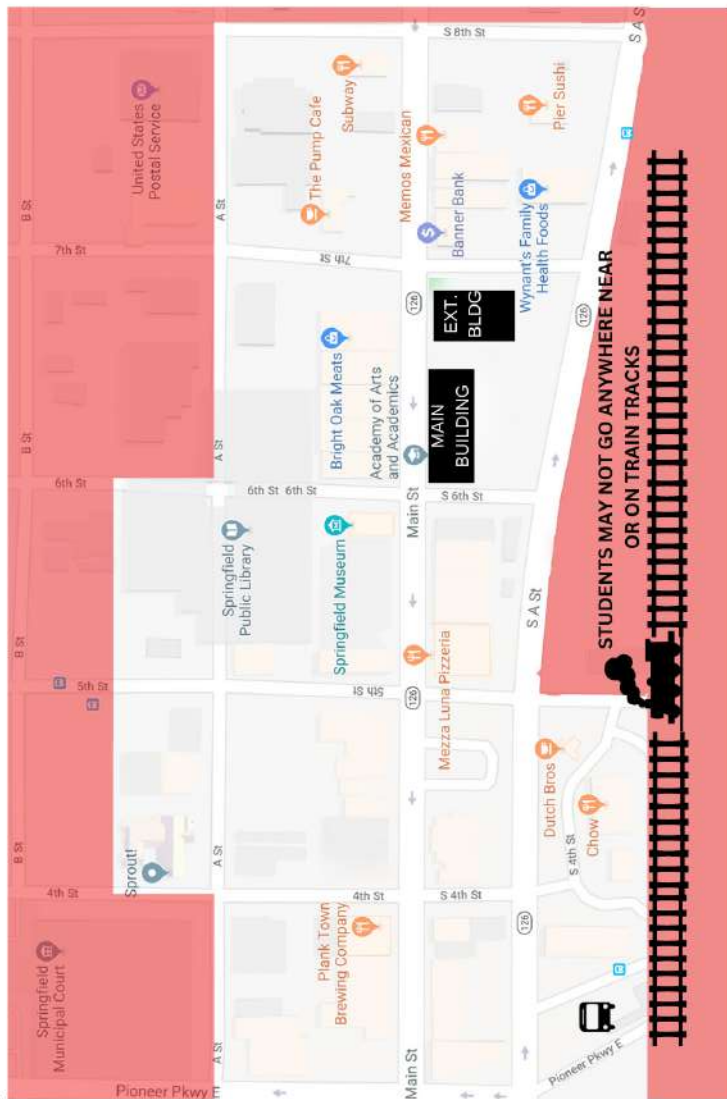 S 8th St
S A St
Subway
Pier Sushi
United States
Postal Service
The Pump Cafe
Memos Mexican
B St
A St
Banner Bank
Wynant's Family
Health Foods
7th St
7th St
126
EXT.
BLDG
126
Bright Oak Meats
Academy of Arts
and Academics
MAIN
BUILDING
STUDENTS MAY NOT GO ANYWHERE NEAR
OR ON TRAIN TRACKS
B St
A St
6th St
6th St
6th St
Main St
S 6th St
Springfield
Public Library
Springfield Museum
S A St
Mezza Luna Pizzeria
B St
A St
5th St
5th St
126
Dutch Bros
Chow
S 4th St
Sprout!
B St
A St
4th St
4th St
S 4th St
126
Plank Town
Brewing Company
Springfield
Municipal Court
A St
Main St
Pioneer Pkwy E
Pioneer Pkwy E